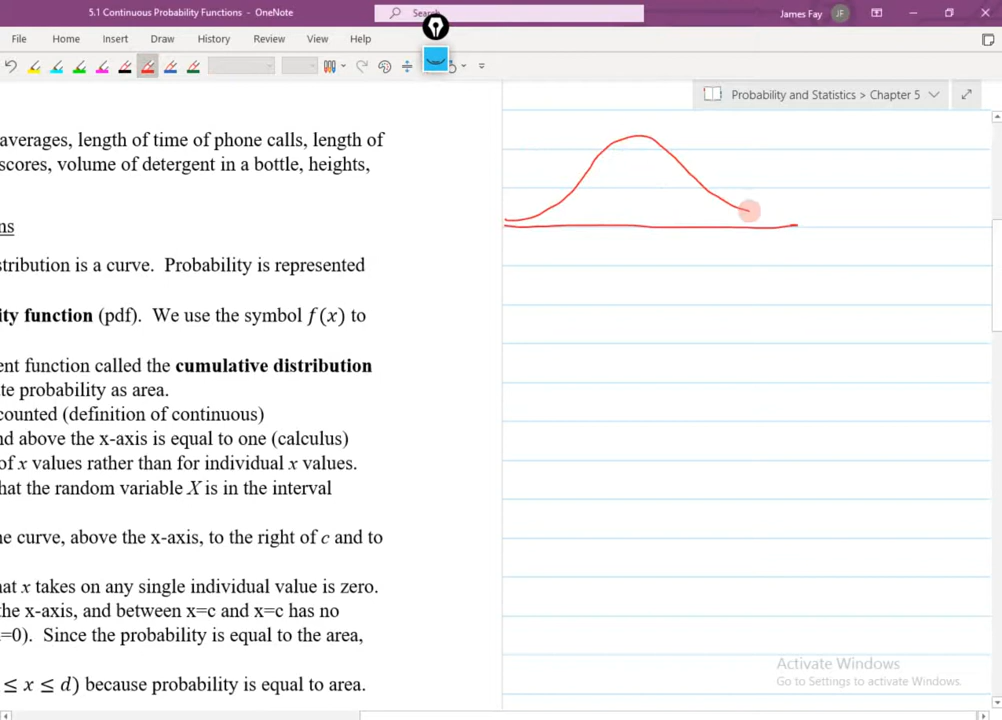 5.1 Continuous Probability Functions - OneNote
James Fay JF
File Home Insert Draw History Review View Help
Probability and Statistics > Chapter 5
averages, length of time of phone calls, length of
scores, volume of detergent in a bottle, heights,
ns
stribution is a curve. Probability is represented
ity function (pdf). We use the symbol f(x) to
ent function called the cumulative distribution
te probability as area.
counted (definition of continuous)
nd above the x-axis is equal to one (calculus)
of x values rather than for individual x values.
hat the random variable X is in the interval
ne curve, above the x-axis, to the right of c and to
hat x takes on any single individual value is zero.
the x-axis, and between x=c and x=c has no
=0). Since the probability is equal to the area,
≤ x ≤ d) because probability is equal to area.
Activate Windows
Go to Settings to activate Windows.